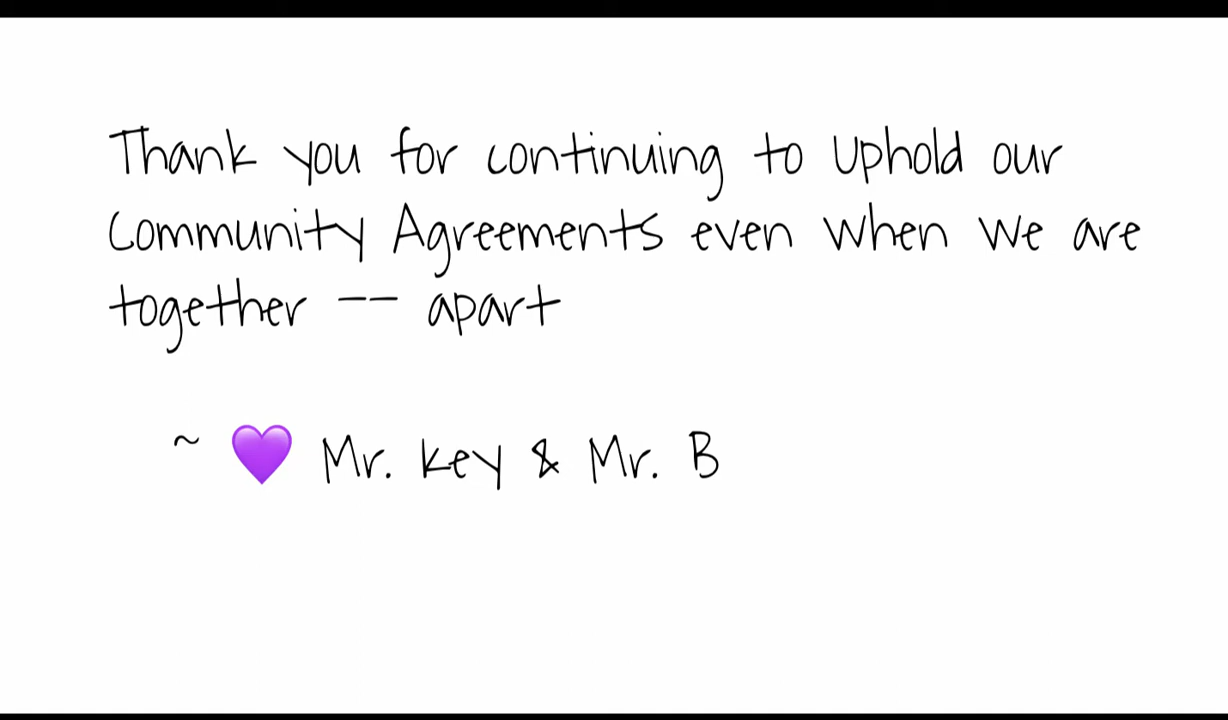 Thank you for continuing to uphold our
Community Agreements even when we are
together -- apart
~ 💜 Mr. Key & Mr. B